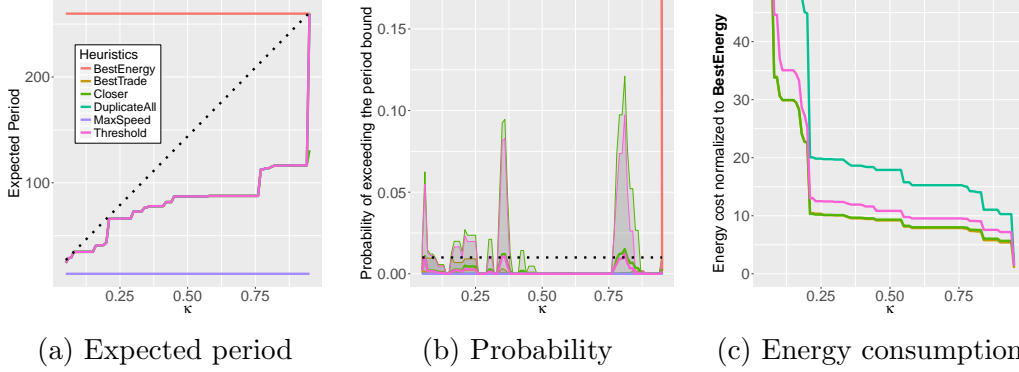 Expected Period
200
100
0.25
0.50
0.75
κ
Heuristics
BestEnergy
BestTrade
Closer
DuplicateAll
MaxSpeed
Threshold
(a) Expected period
Probability of exceeding the period bound
0.15
0.10
0.05
0.00
0.25
0.50
0.75
κ
(b) Probability
Energy cost normalized to BestEnergy
40
30
20
10
0
0.25
0.50
0.75
κ
(c) Energy consumption